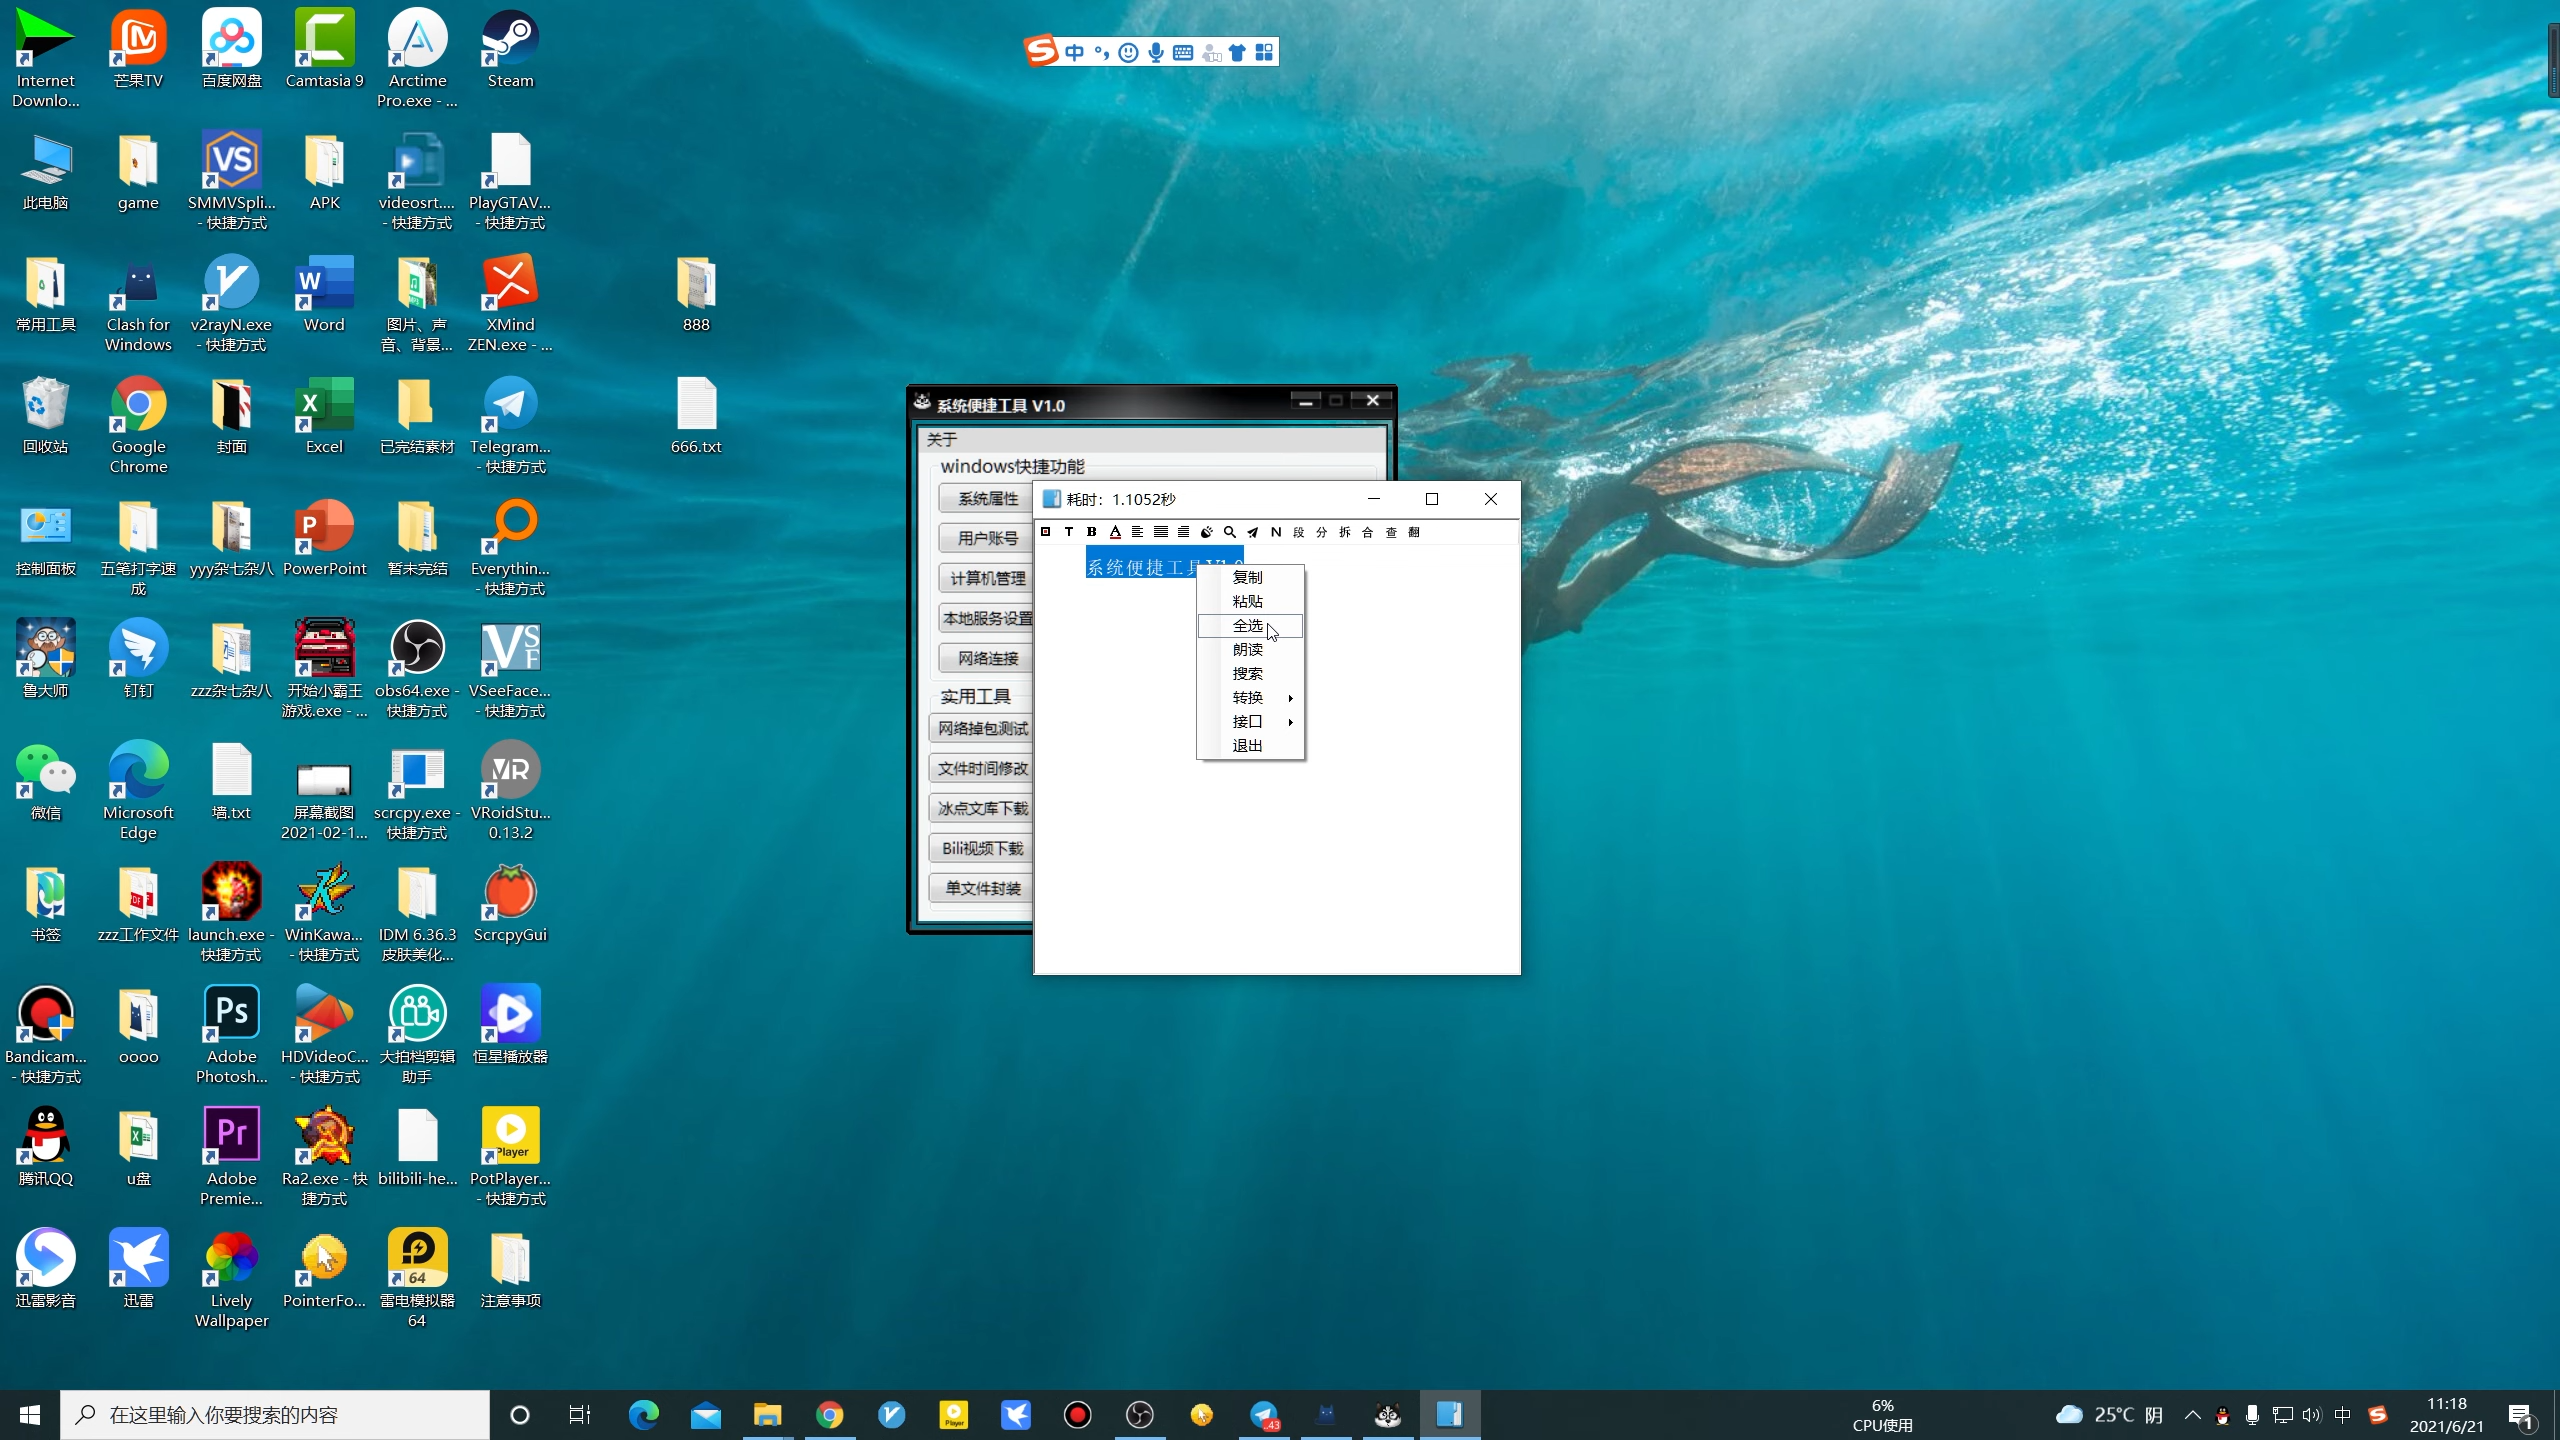 Internet
Downlo...
芒果TV
百度网盘
Camtasia 9
Arctime
Pro.exe - ...
Steam
此电脑
game
SMMVSpli...
- 快捷方式
APK
videosrt....
- 快捷方式
PlayGTAV...
- 快捷方式
常用工具
Clash for
Windows
v2rayN.exe
- 快捷方式
Word
图片、声
音、背景...
XMind
ZEN.exe - ...
888
回收站
Google
Chrome
封面
Excel
已完结素材
Telegram...
- 快捷方式
666.txt
控制面板
五笔打字速
成
yyy杂七杂八
PowerPoint
暂未完结
Everythin...
- 快捷方式
鲁大师
钉钉
zzz杂七杂八
开始小霸王
游戏.exe - ...
obs64.exe -
快捷方式
VSeeFace...
- 快捷方式
微信
Microsoft
Edge
墙.txt
屏幕截图
2021-02-1...
scrcpy.exe -
快捷方式
VRoidStu...
0.13.2
书签
zzz工作文件
launch.exe -
快捷方式
WinKawa...
- 快捷方式
IDM 6.36.3
皮肤美化...
ScrcpyGui
Bandicam...
- 快捷方式
oooo
Adobe
Photosh...
HDVideoC...
- 快捷方式
大拍档剪辑
助手
恒星播放器
腾讯QQ
u盘
Adobe
Premie...
Ra2.exe - 快
捷方式
bilibili-he...
PotPlayer...
- 快捷方式
迅雷影音
迅雷
Lively
Wallpaper
PointerFo...
雷电模拟器
64
注意事项
中
系统便捷工具 V1.0
关于
windows快捷功能
系统属性
用户账号
计算机管理
本地服务设置
网络连接
实用工具
网络掉包测试
文件时间修改
冰点文库下载
Bili视频下载
单文件封装
耗时：1.1052秒
T B A N 段 分 拆 合 查 翻
系统便捷工具V1.0
复制
粘贴
全选
朗读
搜索
转换
接口
退出
在这里输入你要搜索的内容
6%
CPU使用
25°C 阴
中
11:18
2021/6/21
1